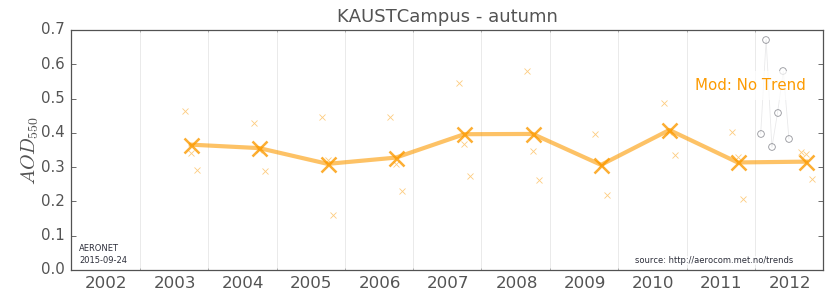 KAUSTCampus - autumn
0.7
0.6
0.5
0.4
0.3
0.2
0.1
0.0
AOD550
Mod: No Trend
AERONET
2015-09-24
source: http://aerocom.met.no/trends
2002 2003 2004 2005 2006 2007 2008 2009 2010 2011 2012